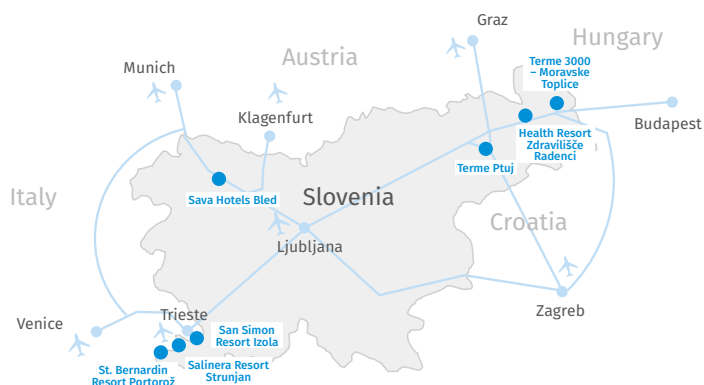 Graz
Hungary
Austria
Munich
Terme 3000
– Moravske
Toplice
Klagenfurt
Budapest
Health Resort
Zdravilišče
Radenci
Terme Ptuj
Italy
Sava Hotels Bled
Slovenia
Croatia
Ljubljana
Zagreb
Trieste
Venice
San Simon
Resort Izola
St. Bernardin
Resort Portorož
Salinera Resort
Strunjan